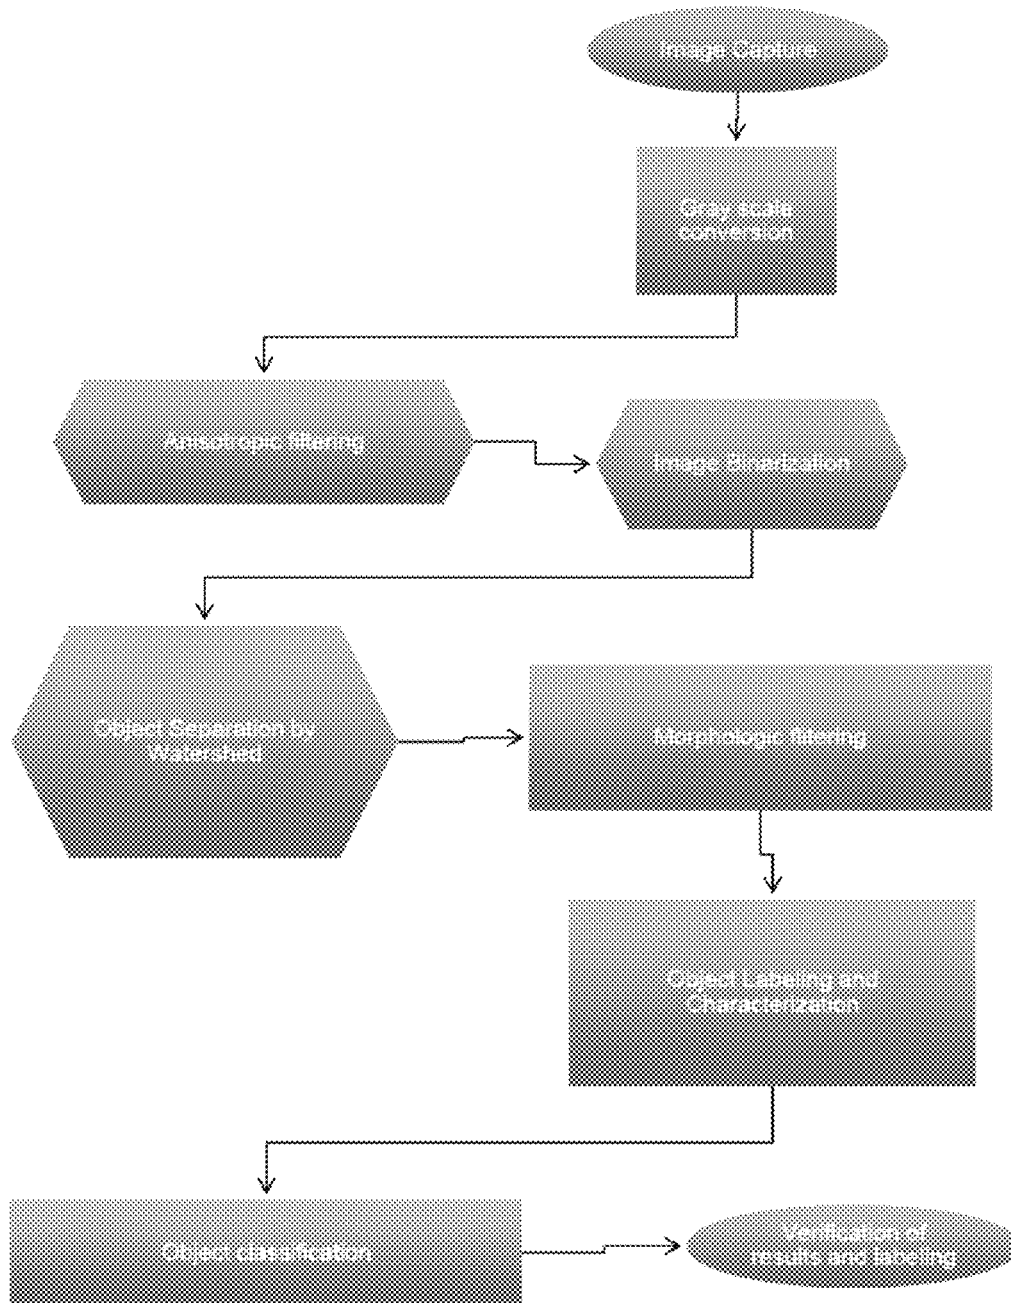 Image Capture
Gray scale
conversion
Anisotropic filtering
Image Binarization
Object Separation by
Watershed
Morphologic filtering
Object Labeling and
Characterization
Object classification
Verification of
results and labeling